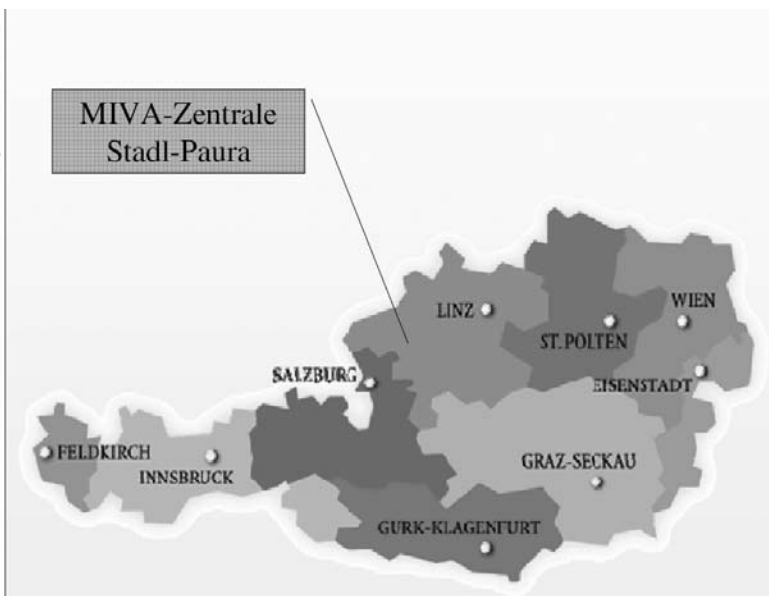 MIVA-Zentrale
Stadl-Paura
LINZ
WIEN
ST. PÖLTEN
SALZBURG
EISENSTADT
FELDKIRCH
INNSBRUCK
GRAZ-SECKAU
GURK-KLAGENFURT